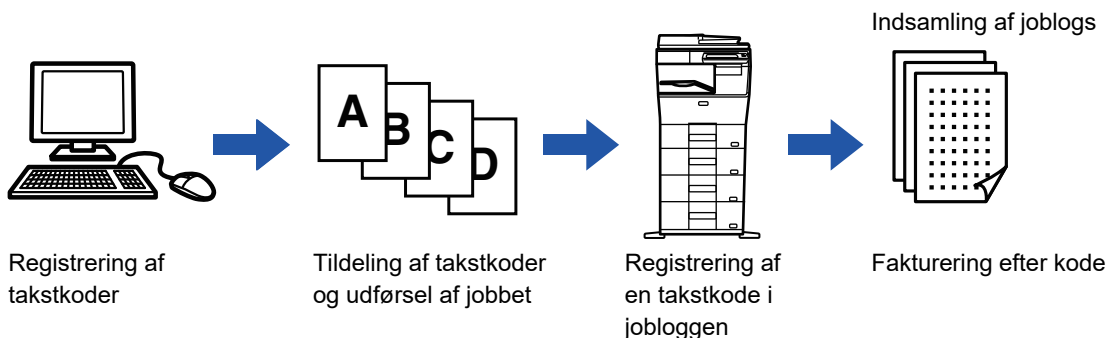 Indsamling af joblogs
A
B
C
D
Registrering af
takstkoder
Tildeling af takstkoder
og udførsel af jobbet
Registrering af
en takstkode i
jobloggen
Fakturering efter kode